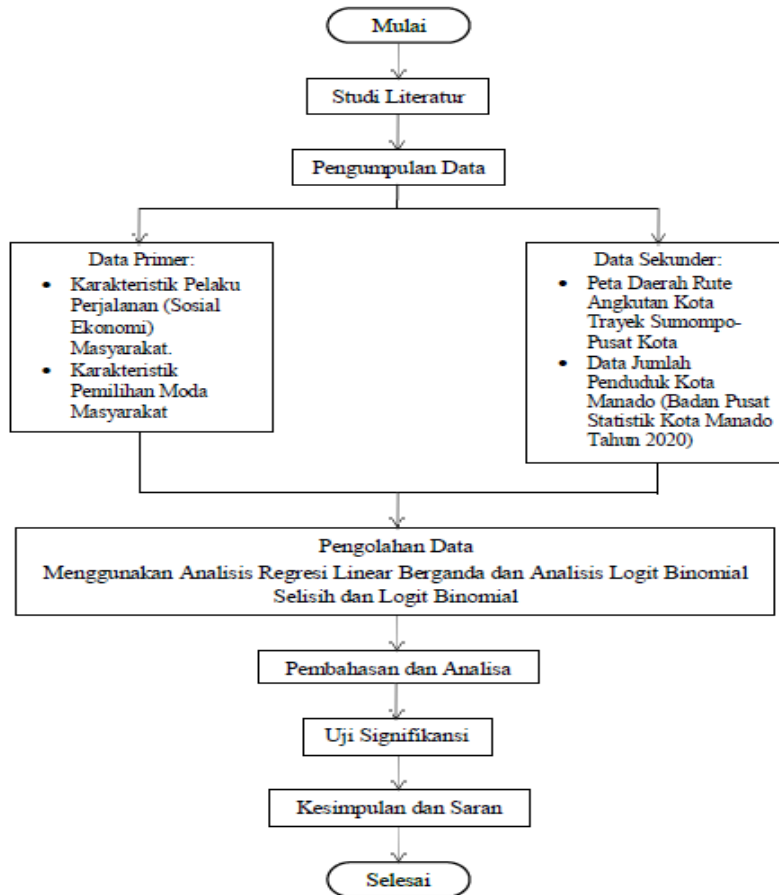 Mulai
Studi Literatur
Pengumpulan Data
Data Primer:
• Karakteristik Pelaku
Perjalanan (Sosial
Ekonomi)
Masyarakat.
• Karakteristik
Pemilihan Moda
Masyarakat
Data Sekunder:
• Peta Daerah Rute
Angkutan Kota
Trayek Sumompo-
Pusat Kota
• Data Jumlah
Penduduk Kota
Manado (Badan Pusat
Statistik Kota Manado
Tahun 2020)
Pengolahan Data
Menggunakan Analisis Regresi Linear Berganda dan Analisis Logit Binomial
Selisih dan Logit Binomial
Pembahasan dan Analisa
Uji Signifikansi
Kesimpulan dan Saran
Selesai